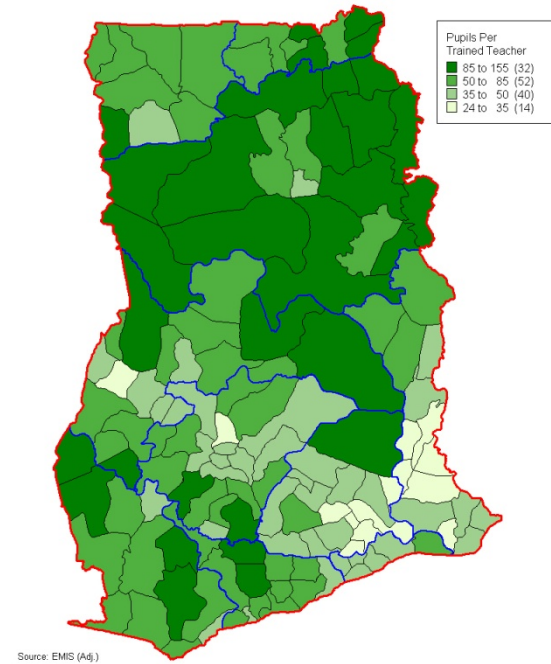 Pupils Per
Trained Teacher
85 to 155 (32)
50 to 85 (52)
35 to 50 (40)
24 to 35 (14)
Source: EMIS (Adj.)